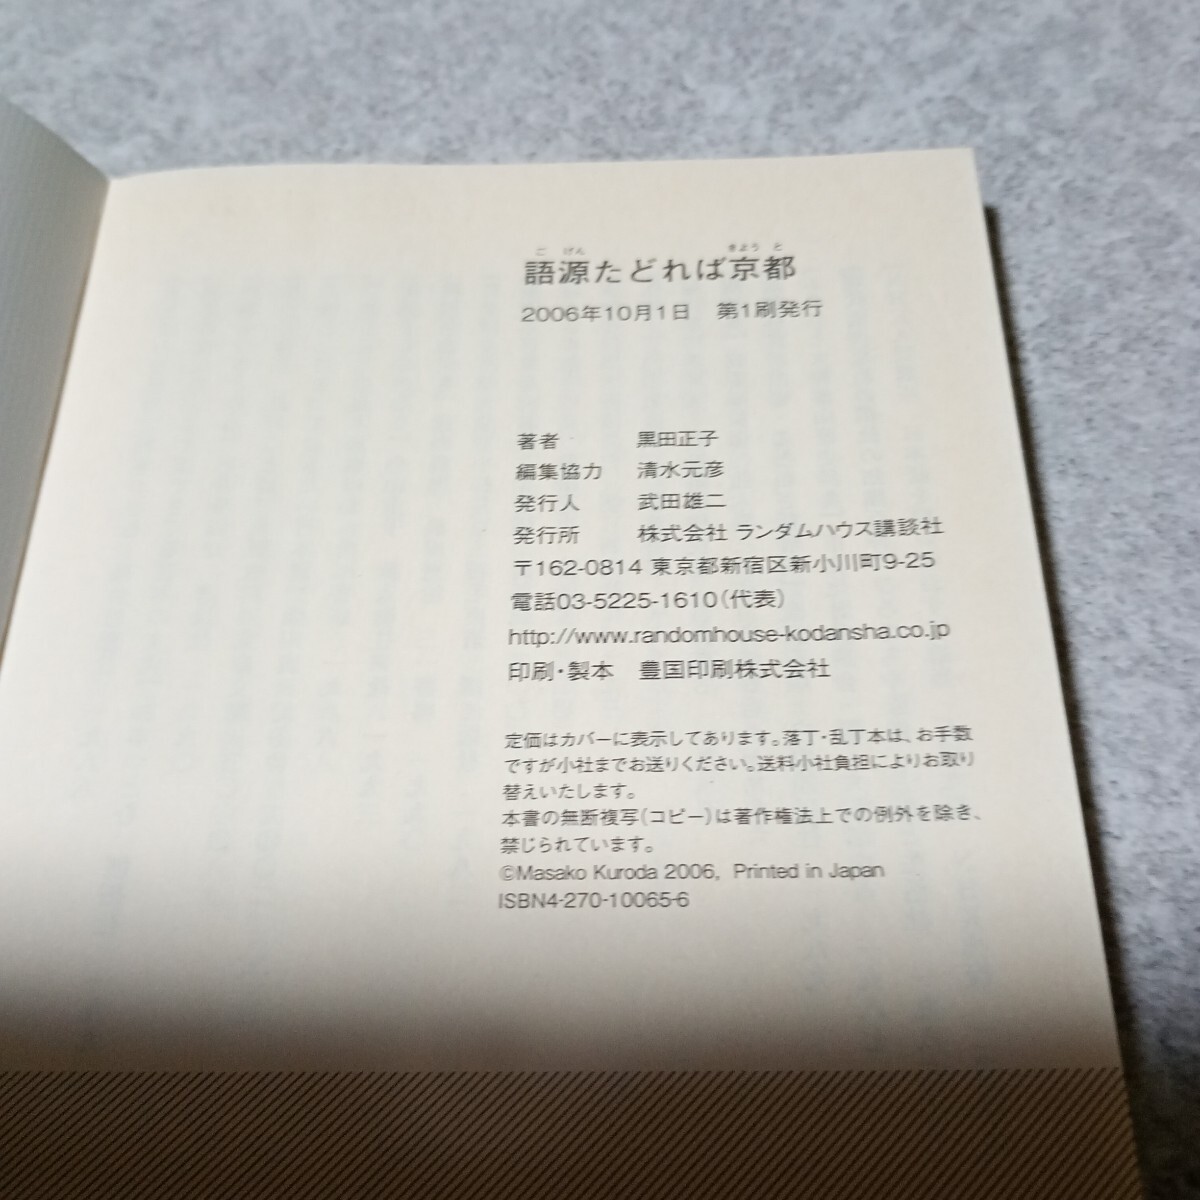 語源たどれば京都
2006年10月1日　第1刷発行
著者　黒田正子
編集協力　清水元彦
発行人　武田雄二
発行所　株式会社 ランダムハウス講談社
〒162-0814 東京都新宿区新小川町9-25
電話03-5225-1610（代表）
http://www.randomhouse-kodansha.co.jp
印刷・製本　豊国印刷株式会社
定価はカバーに表示してあります。落丁・乱丁本は、お手数
ですが小社までお送りください。送料小社負担によりお取り
替えいたします。
本書の無断複写（コピー）は著作権法上での例外を除き、
禁じられています。
©Masako Kuroda 2006, Printed in Japan
ISBN4-270-10065-6